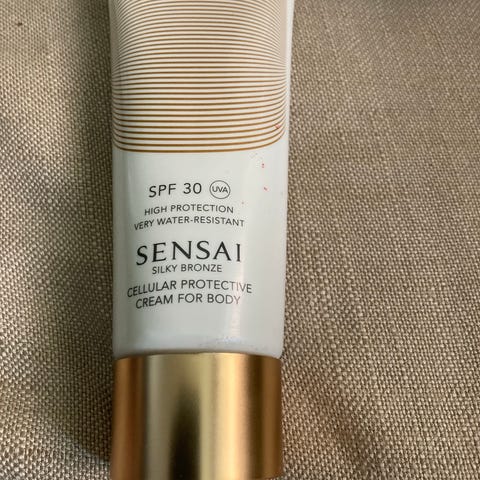 SPF 30 UVA
HIGH PROTECTION
VERY WATER-RESISTANT
SENSAI
SILKY BRONZE
CELLULAR PROTECTIVE
CREAM FOR BODY